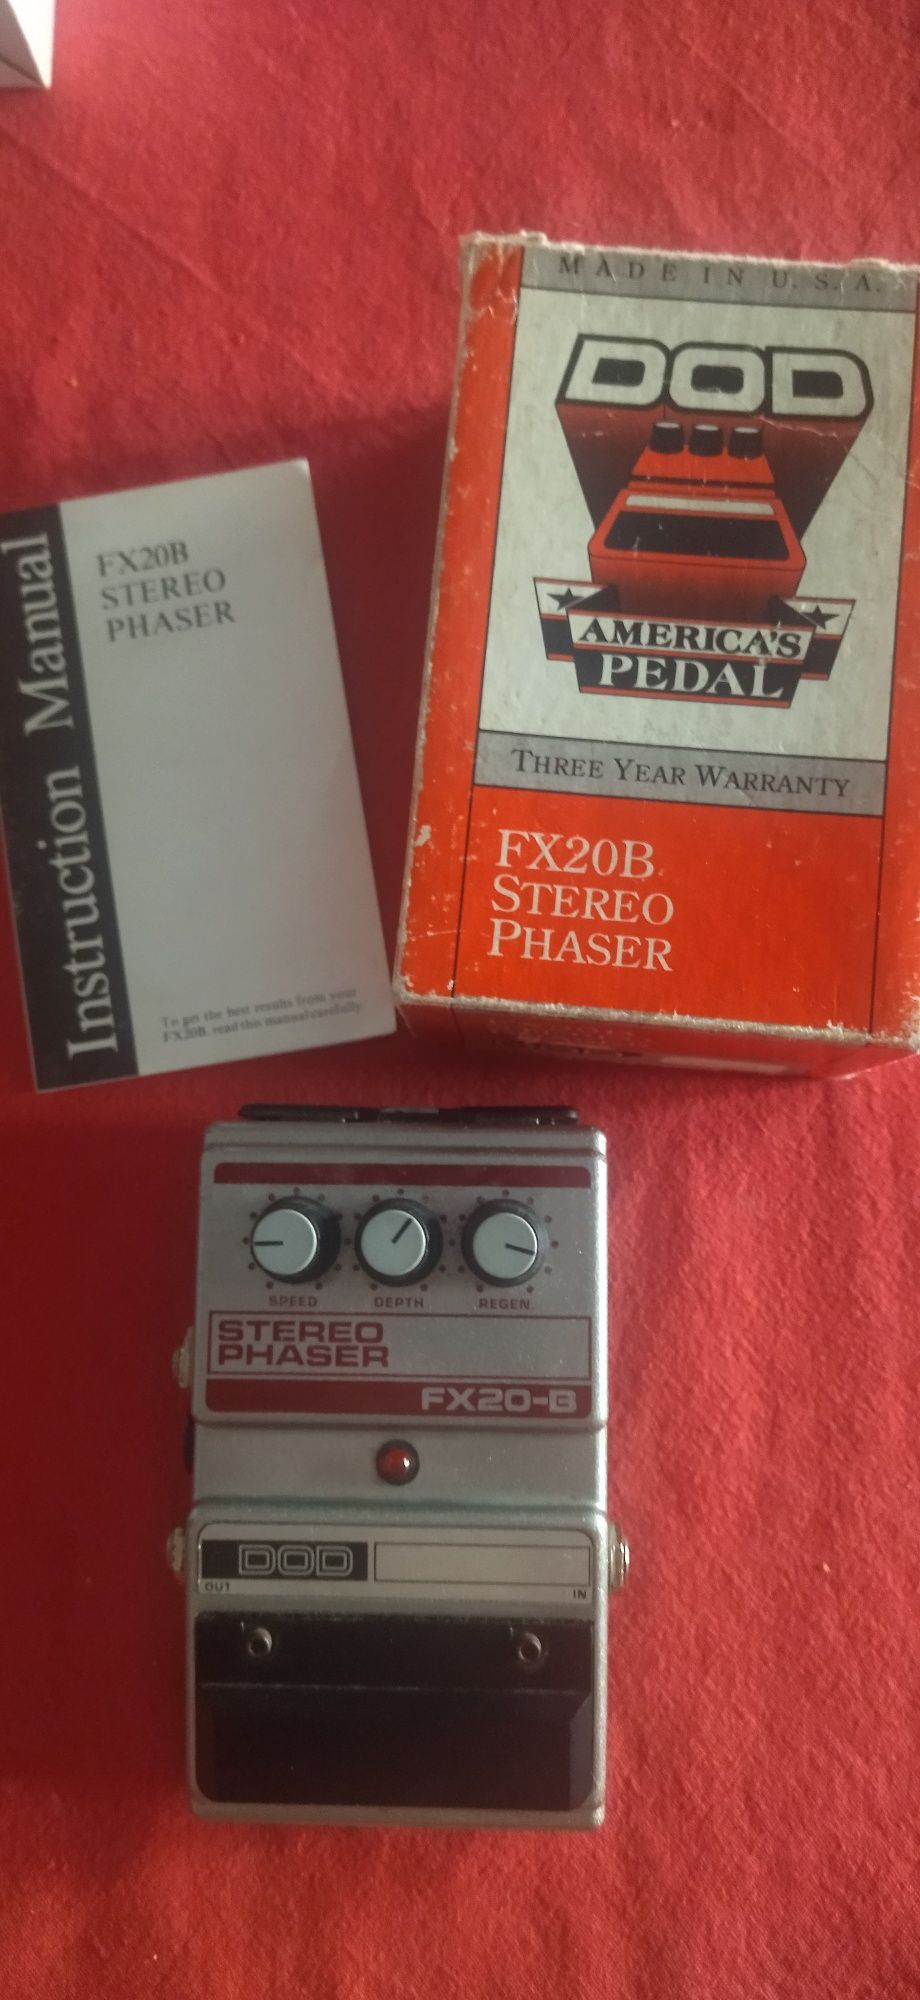 MADE IN U.S.A.
DOD
AMERICA'S
PEDAL
THREE YEAR WARRANTY
FX20B
STEREO
PHASER
Instruction Manual
FX20B
STEREO
PHASER
To get the best results from your
FX20B, read this manual carefully.
SPEED DEPTH REGEN.
STEREO
PHASER
FX20-B
DOD
OUT IN